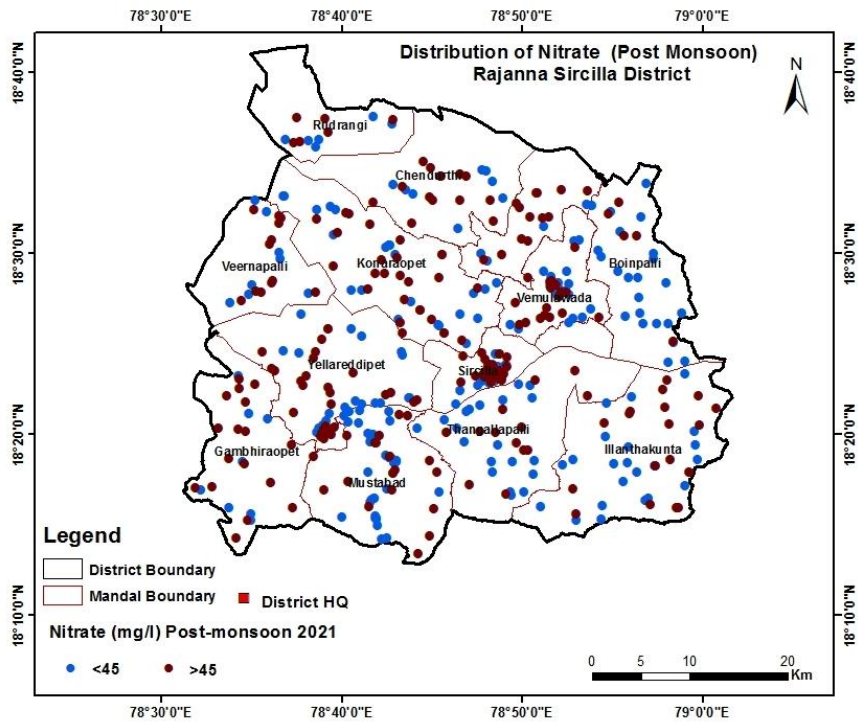 78°30'0"E 78°40'0"E 78°50'0"E 79°0'0"E
Distribution of Nitrate (Post Monsoon)
Rajanna Sircilla District
N
18°40'0"N 18°40'0"N
Rudrangi
Chendurthi
18°30'0"N 18°30'0"N
Veernapalli Konaraopet Boinpalli
Vemulawada
Yellareddipet Sircilla
18°20'0"N 18°20'0"N
Gambhiraopet Thangallapalli Illanthakunta
Mustabad
Legend
District Boundary
Mandal Boundary District HQ
Nitrate (mg/l) Post-monsoon 2021
<45 >45
18°10'0"N 18°10'0"N
0 5 10 20
Km
78°30'0"E 78°40'0"E 78°50'0"E 79°0'0"E